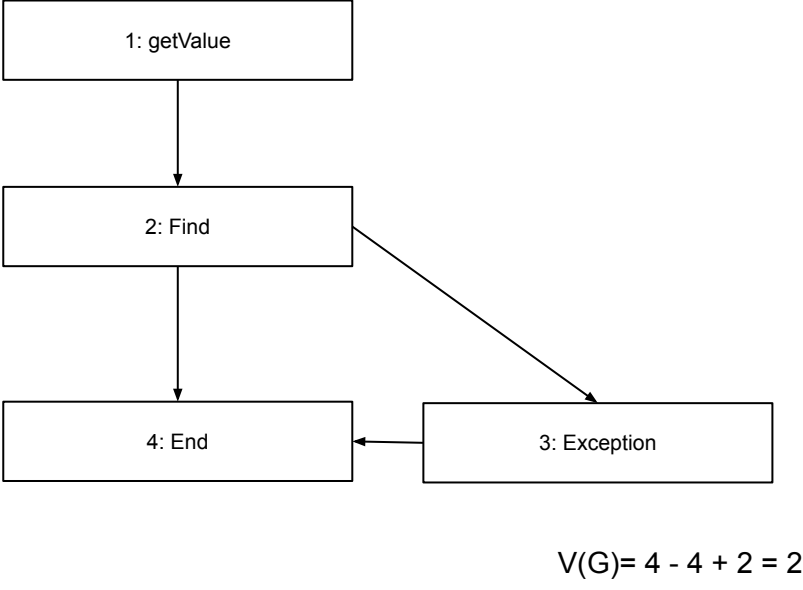 1: getValue
2: Find
4: End
3: Exception
V(G)= 4 - 4 + 2 = 2